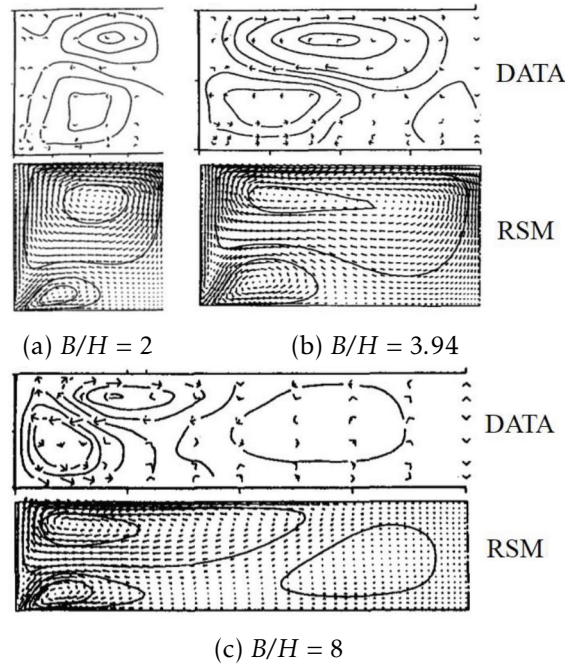 DATA
RSM
(a) B/H = 2
(b) B/H = 3.94
DATA
RSM
(c) B/H = 8